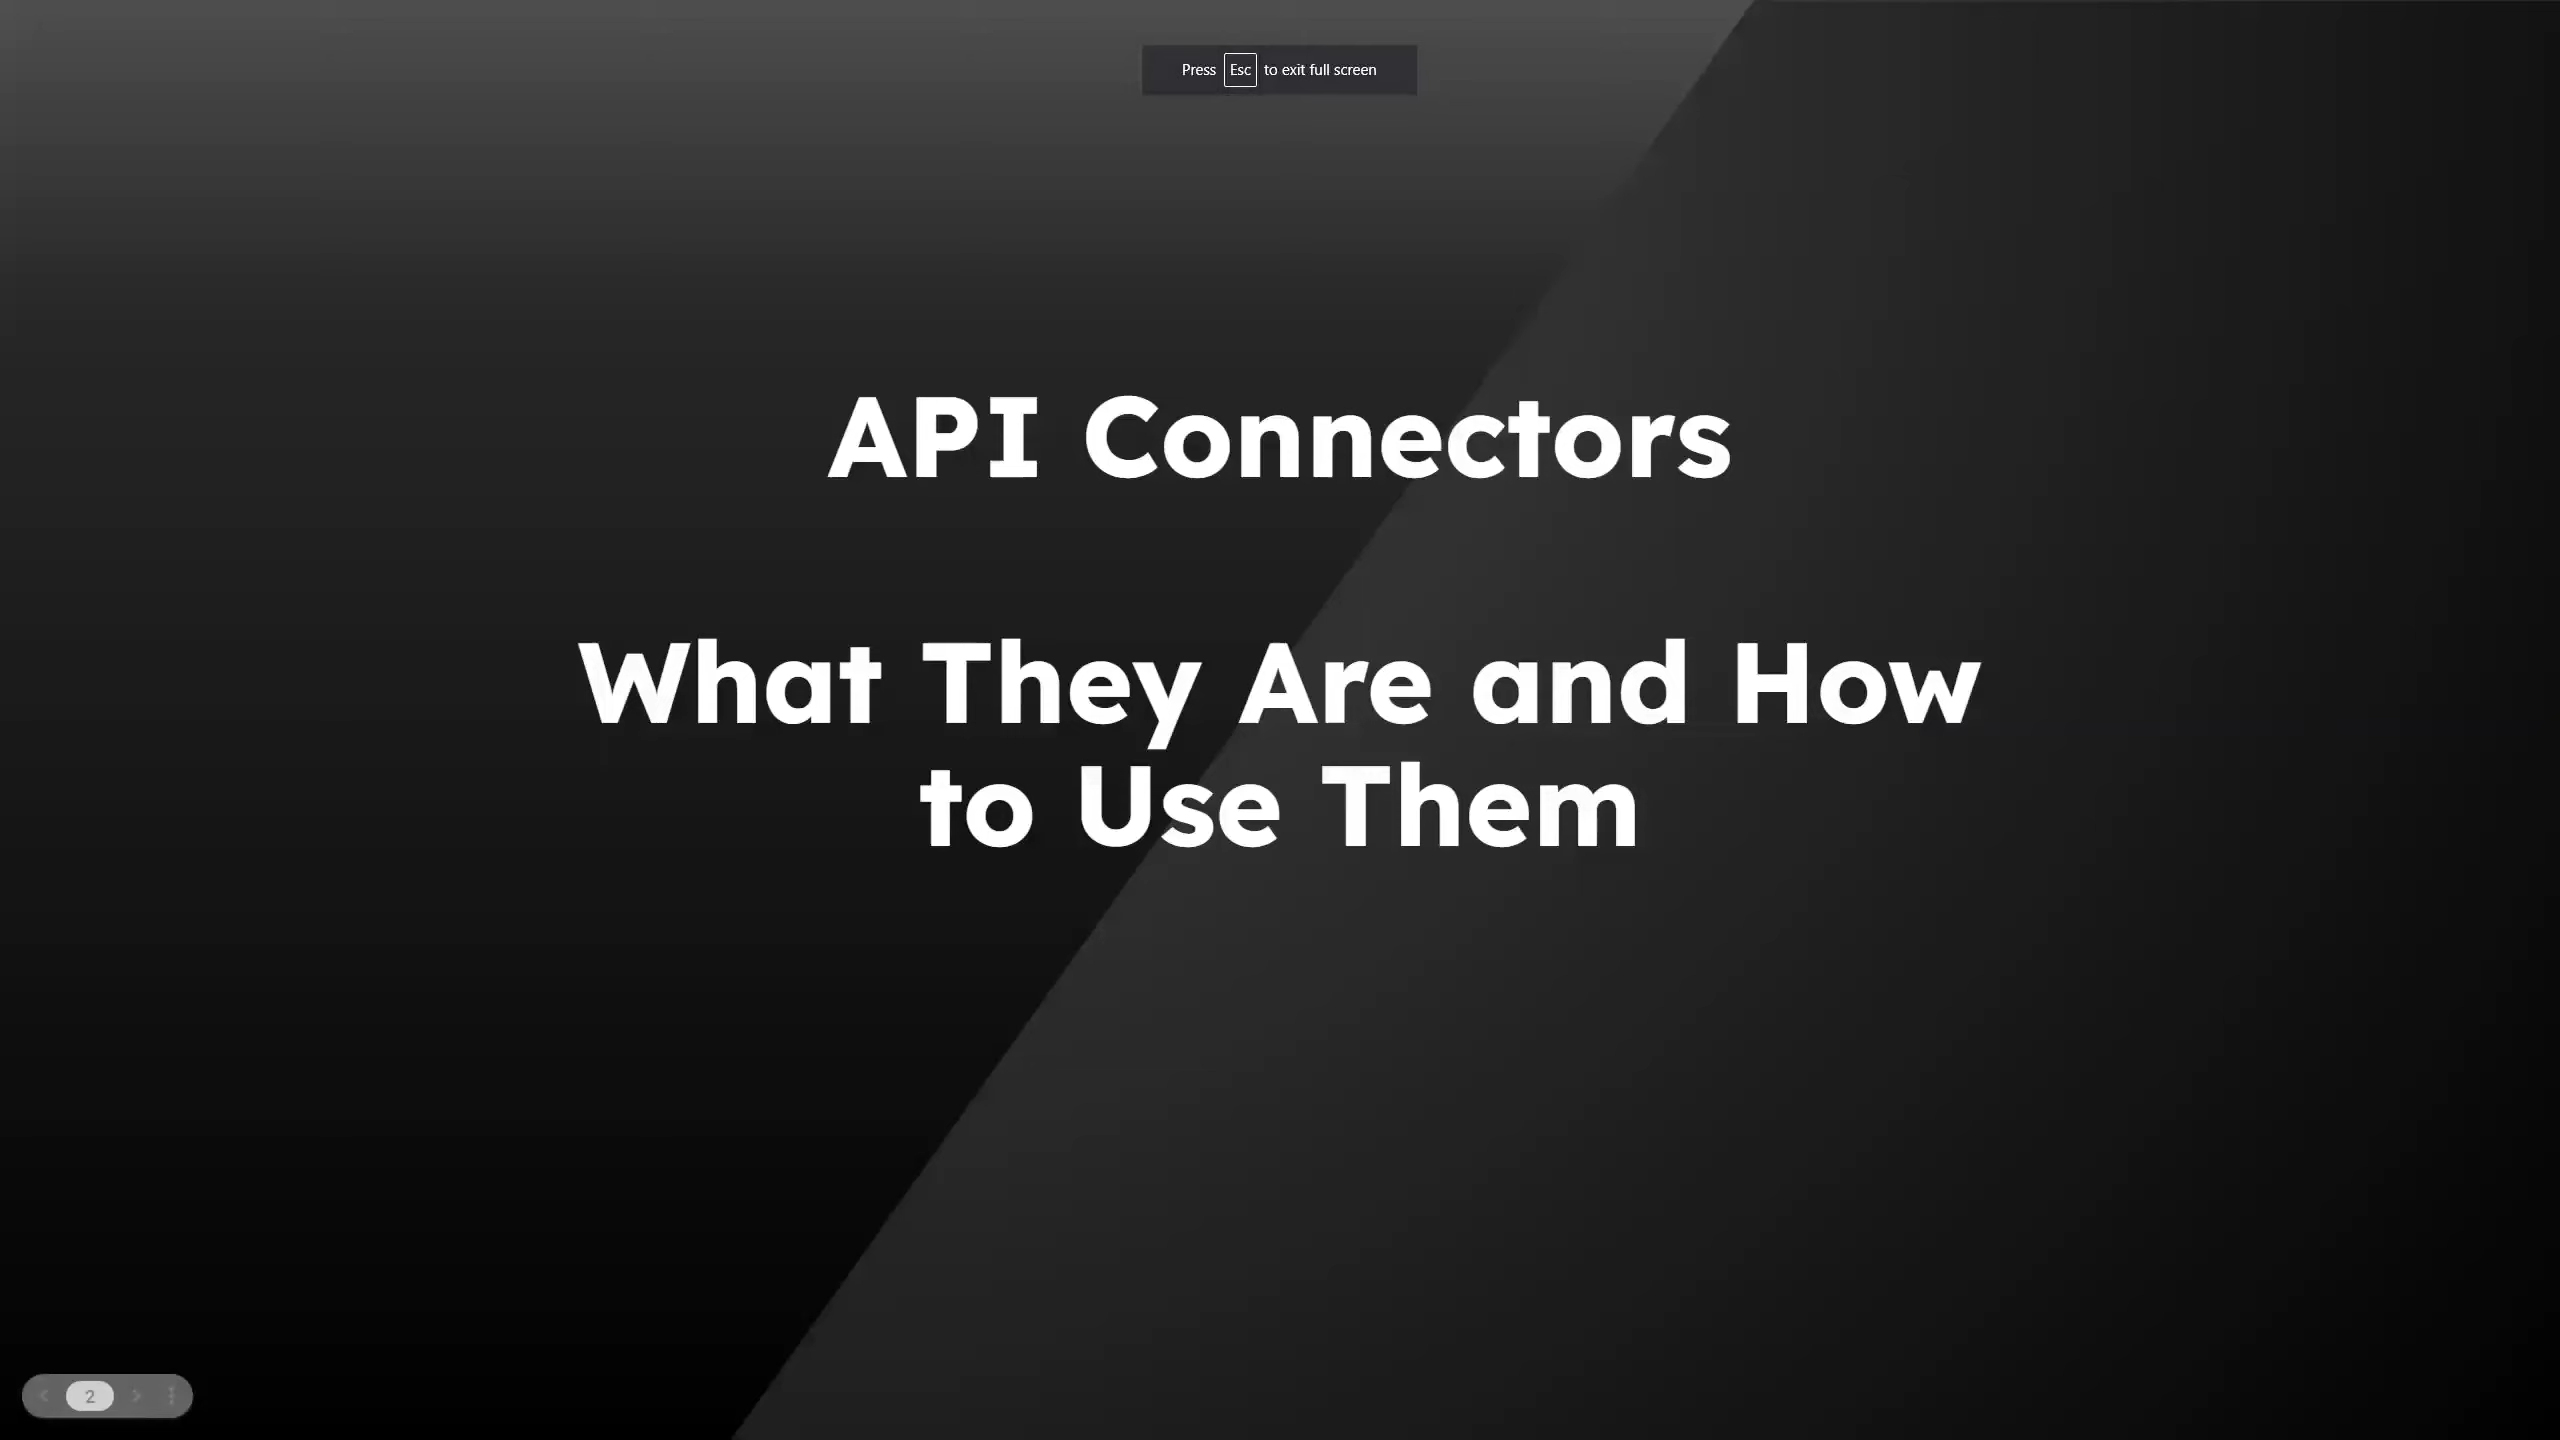 Press Esc to exit full screen
API Connectors
What They Are and How
to Use Them
2